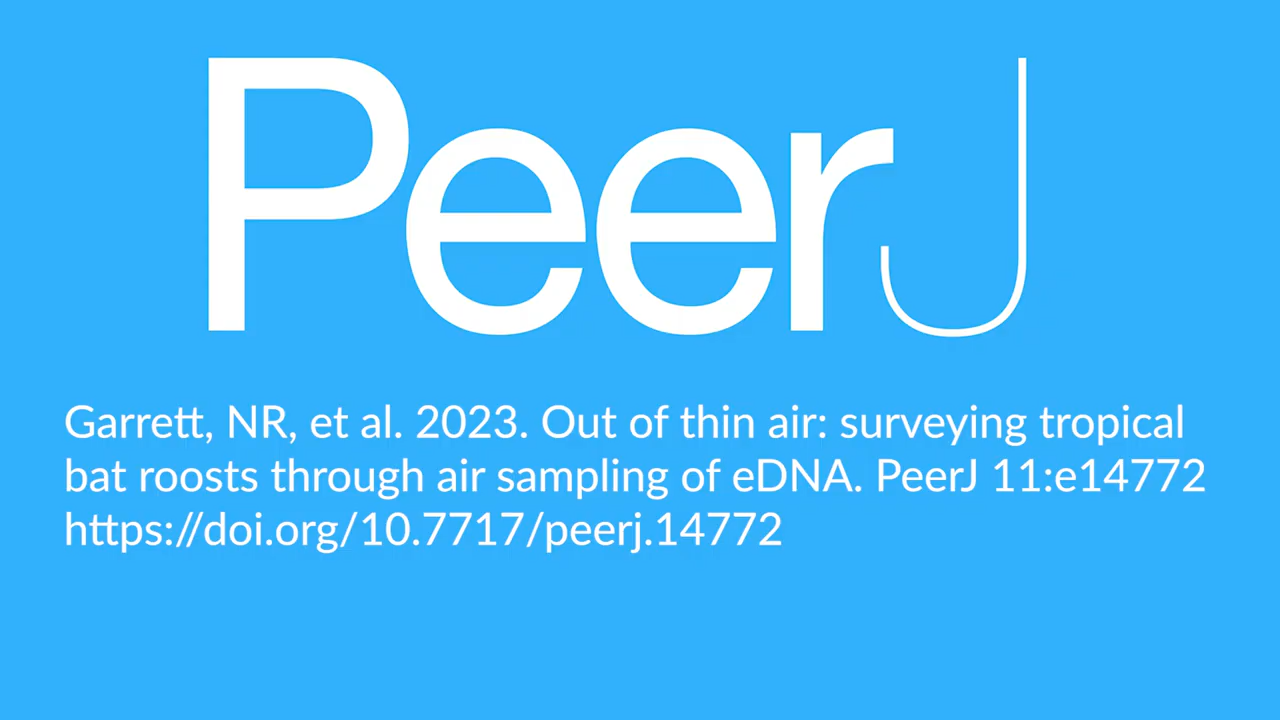 PeerJ
Garrett, NR, et al. 2023. Out of thin air: surveying tropical
bat roosts through air sampling of eDNA. PeerJ 11:e14772
https://doi.org/10.7717/peerj.14772